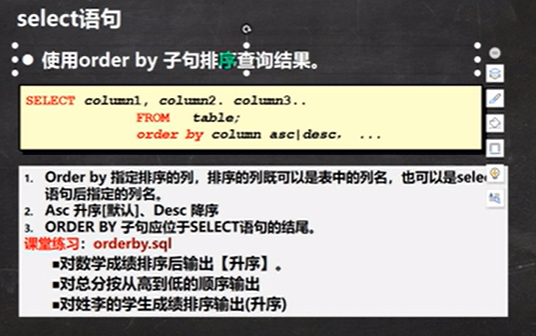 select语句
● 使用order by 子句排序查询结果。
SELECT column1, column2. column3..
FROM table;
order by column asc|desc, ...
1. Order by 指定排序的列，排序的列既可以是表中的列名，也可以是selec
语句后指定的列名。
2. Asc 升序[默认]、Desc 降序
3. ORDER BY 子句应位于SELECT语句的结尾。
课堂练习：orderby.sql
■对数学成绩排序后输出【升序】。
■对总分按从高到低的顺序输出
■对姓李的学生成绩排序输出(升序)